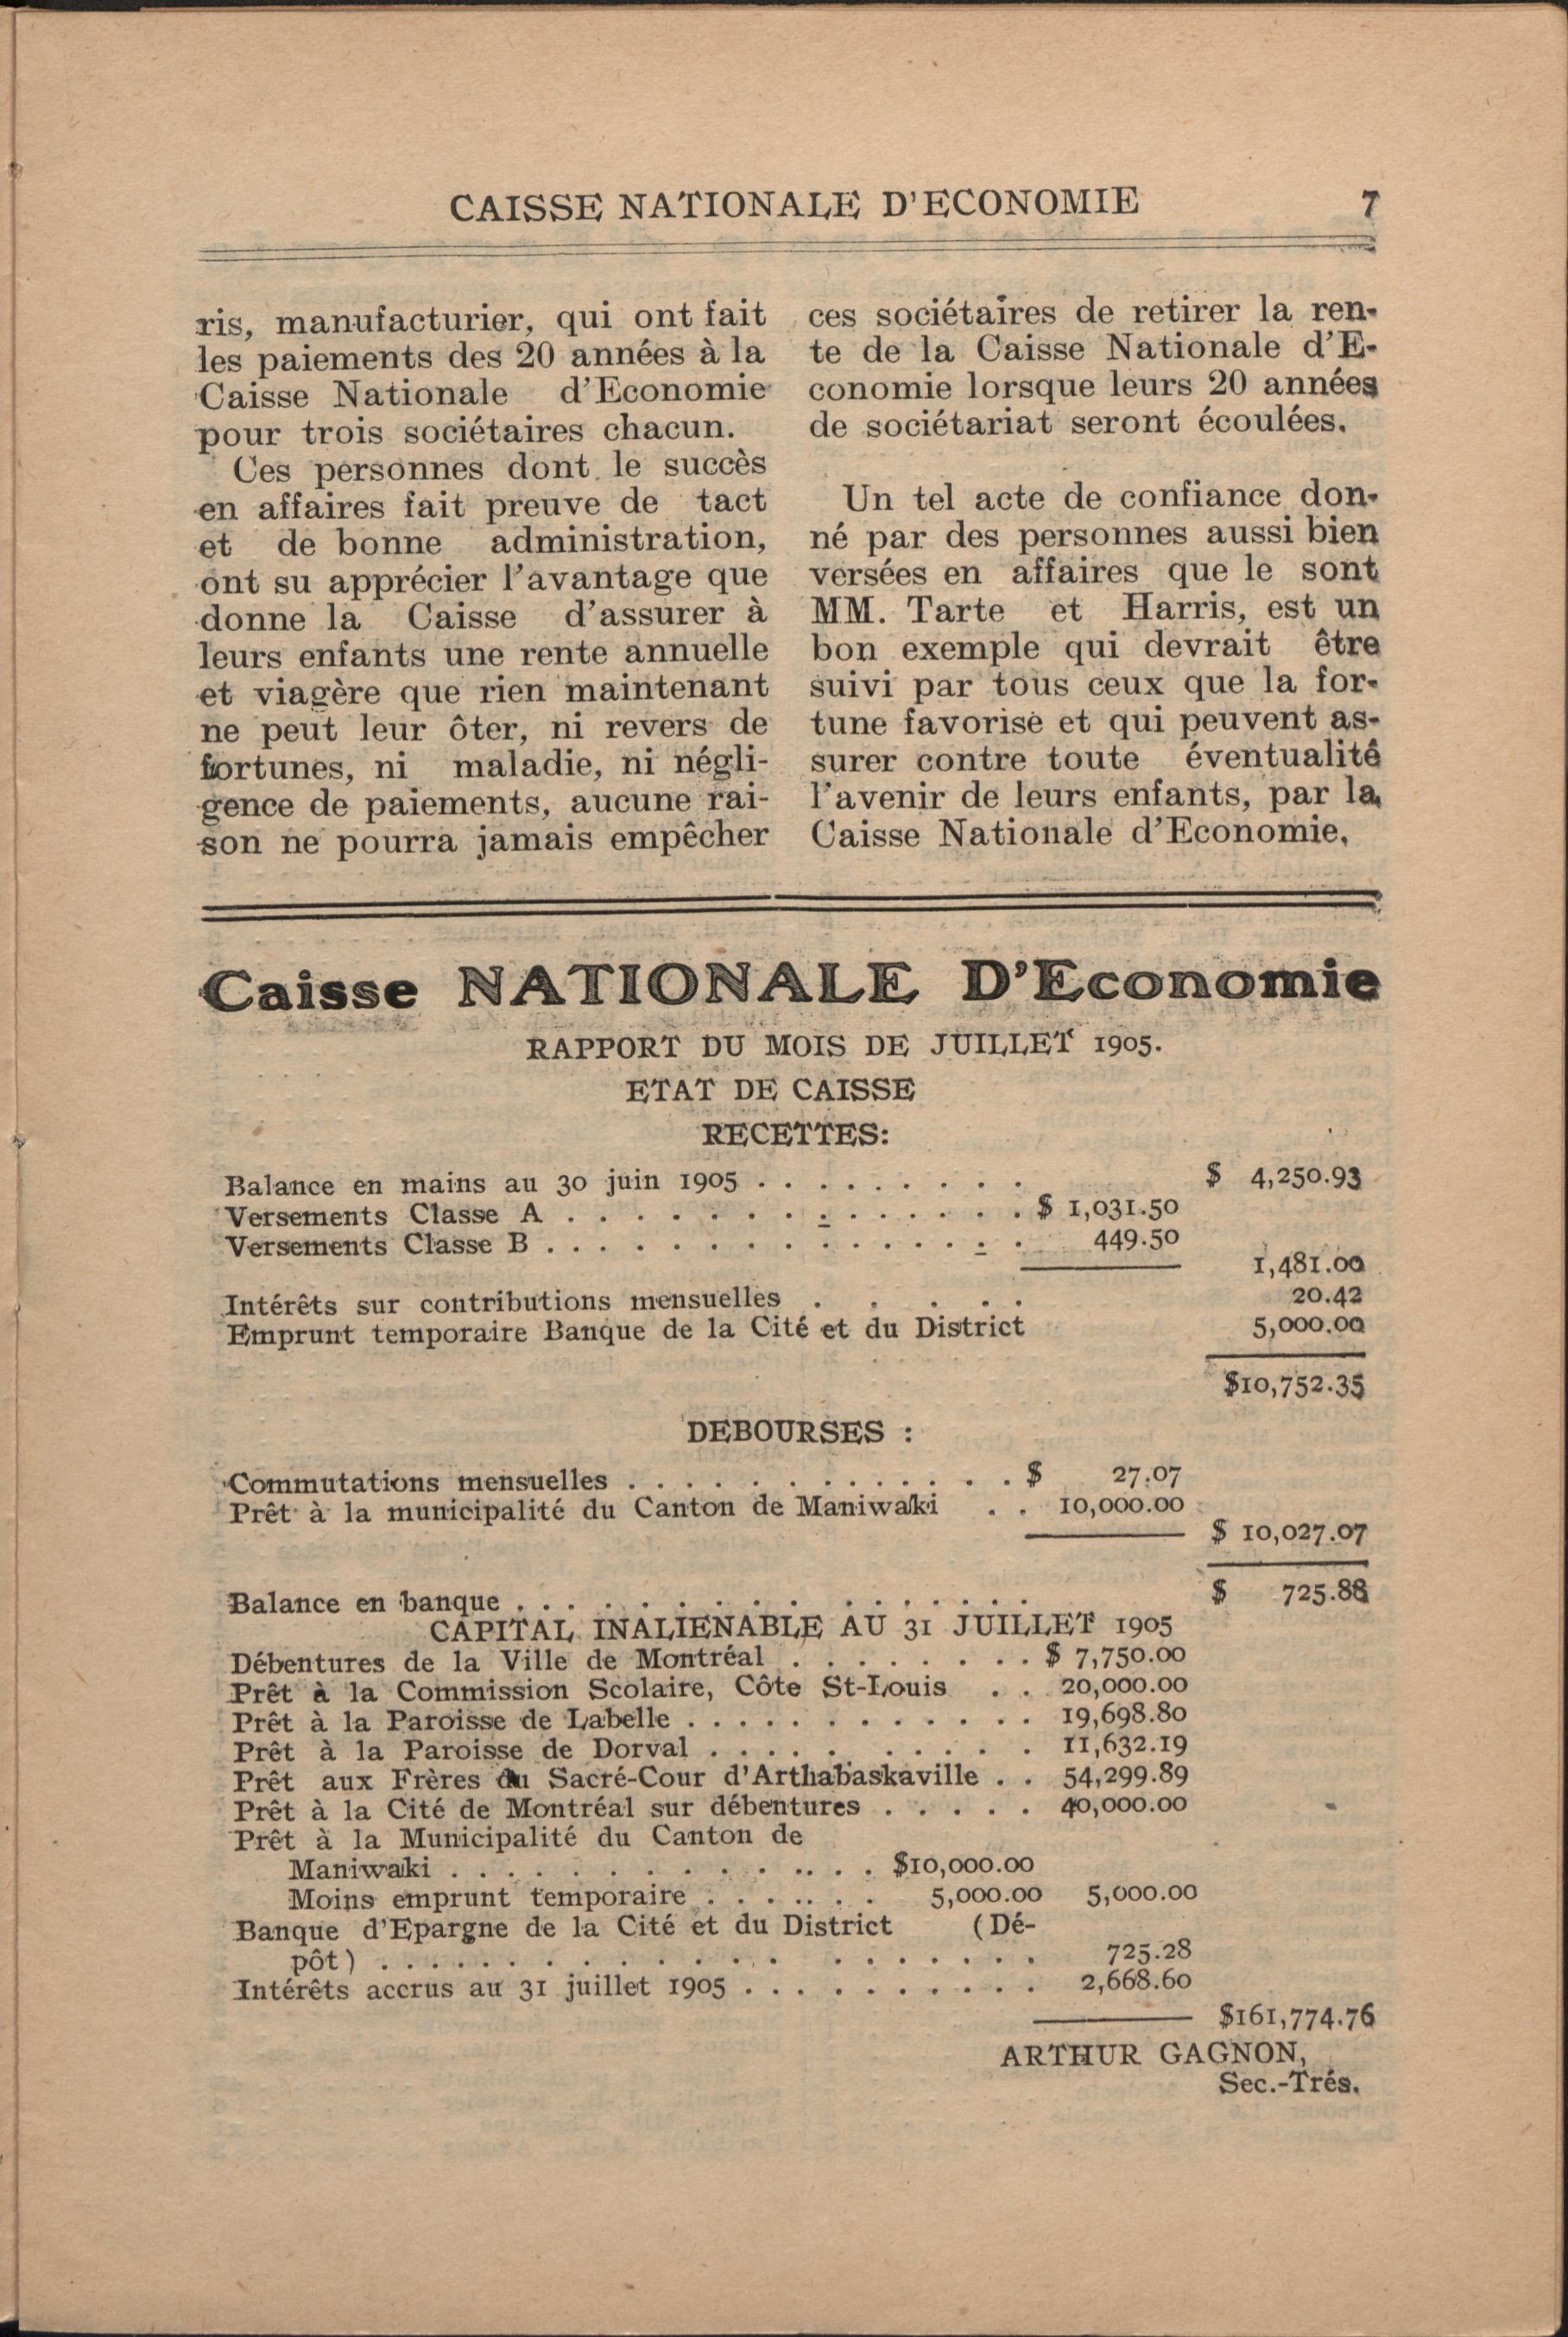 CAISSE NATIONALE D'ECONOMIE 7
ris, manufacturier, qui ont fait
les paiements des 20 années à la
Caisse Nationale d'Economie
pour trois sociétaires chacun.
Ces personnes dont le succès
en affaires fait preuve de tact
et de bonne administration,
ont su apprécier l'avantage que
donne la Caisse d'assurer à
leurs enfants une rente annuelle
et viagère que rien maintenant
ne peut leur ôter, ni revers de
fortunes, ni maladie, ni négli-
gence de paiements, aucune rai-
son ne pourra jamais empêcher
ces sociétaires de retirer la ren-
te de la Caisse Nationale d'E-
conomie lorsque leurs 20 années
de sociétariat seront écoulées.
Un tel acte de confiance don-
né par des personnes aussi bien
versées en affaires que le sont
MM. Tarte et Harris, est un
bon exemple qui devrait être
suivi par tous ceux que la for-
tune favorise et qui peuvent as-
surer contre toute éventualité
l'avenir de leurs enfants, par la
Caisse Nationale d'Economie.
Caisse NATIONALE D'Economie
RAPPORT DU MOIS DE JUILLET 1905.
ETAT DE CAISSE
RECETTES:
Balance en mains au 30 juin 1905 . . . . . . . . . $ 4,250.93
Versements Classe A . . . . . . . . . . . . . . $ 1,031.50
Versements Classe B . . . . . . . . . . . . . . 449.50
1,481.00
Intérêts sur contributions mensuelles . . . . . 20.42
Emprunt temporaire Banque de la Cité et du District 5,000.00
$10,752.35
DEBOURSES :
Commutations mensuelles . . . . . . . . . . . . $ 27.07
Prêt à la municipalité du Canton de Maniwaki . . 10,000.00
$ 10,027.07
Balance en banque . . . . . . . . . . . . . . . $ 725.88
CAPITAL INALIENABLE AU 31 JUILLET 1905
Débentures de la Ville de Montréal . . . . . . . . $ 7,750.00
Prêt à la Commission Scolaire, Côte St-Louis . . 20,000.00
Prêt à la Paroisse de Labelle . . . . . . . . . . . . 19,698.80
Prêt à la Paroisse de Dorval . . . . . . . . . . . 11,632.19
Prêt aux Frères du Sacré-Cour d'Arthabaskaville . . 54,299.89
Prêt à la Cité de Montréal sur débentures . . . . . 40,000.00
Prêt à la Municipalité du Canton de
Maniwaki . . . . . . . . . . . . . . $10,000.00
Moins emprunt temporaire . . . . . . . 5,000.00 5,000.00
Banque d'Epargne de la Cité et du District (Dé-
pôt) . . . . . . . . . . . . . . . . . . . . 725.28
Intérêts accrus au 31 juillet 1905 . . . . . . . . . . 2,668.60
$161,774.76
ARTHUR GAGNON,
Sec.-Trés.